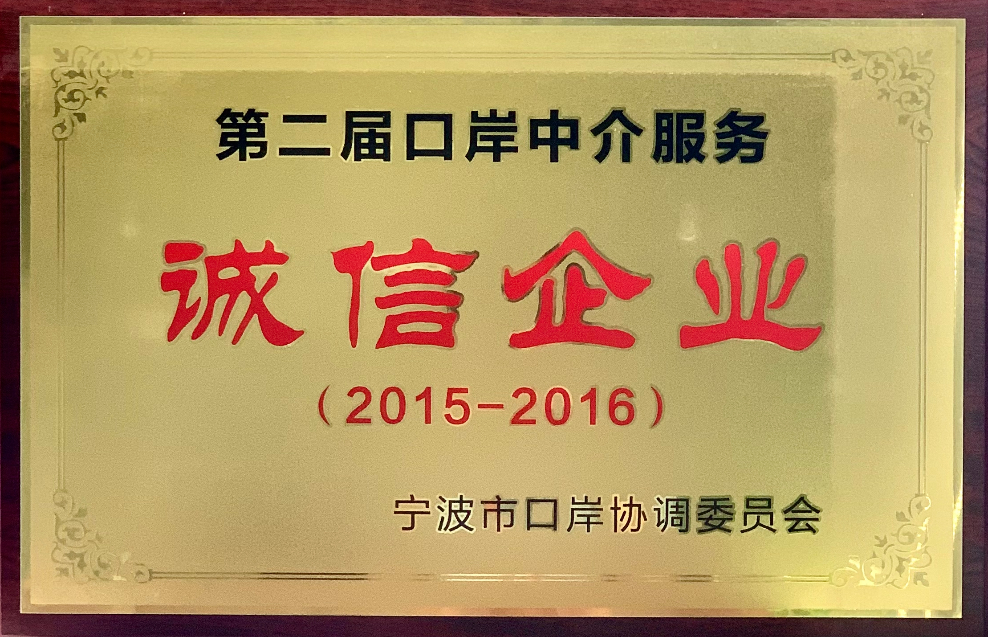 第二届口岸中介服务
诚信企业
（2015-2016）
宁波市口岸协调委员会